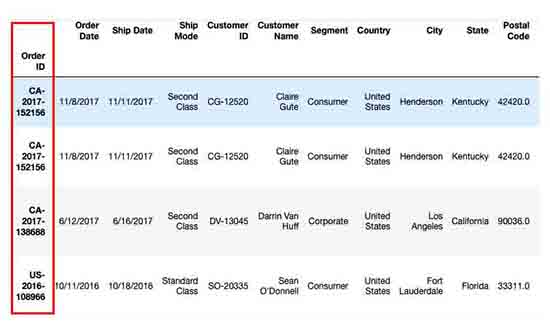 Order Date Ship Date Ship Mode Customer ID Customer Name Segment Country City State Postal Code
Order ID
CA-2017-152156 11/8/2017 11/11/2017 Second Class CG-12520 Claire Gute Consumer United States Henderson Kentucky 42420.0
CA-2017-152156 11/8/2017 11/11/2017 Second Class CG-12520 Claire Gute Consumer United States Henderson Kentucky 42420.0
CA-2017-138688 6/12/2017 6/16/2017 Second Class DV-13045 Darrin Van Huff Corporate United States Los Angeles California 90036.0
US-2016-108966 10/11/2016 10/18/2016 Standard Class SO-20335 Sean O'Donnell Consumer United States Fort Lauderdale Florida 33311.0